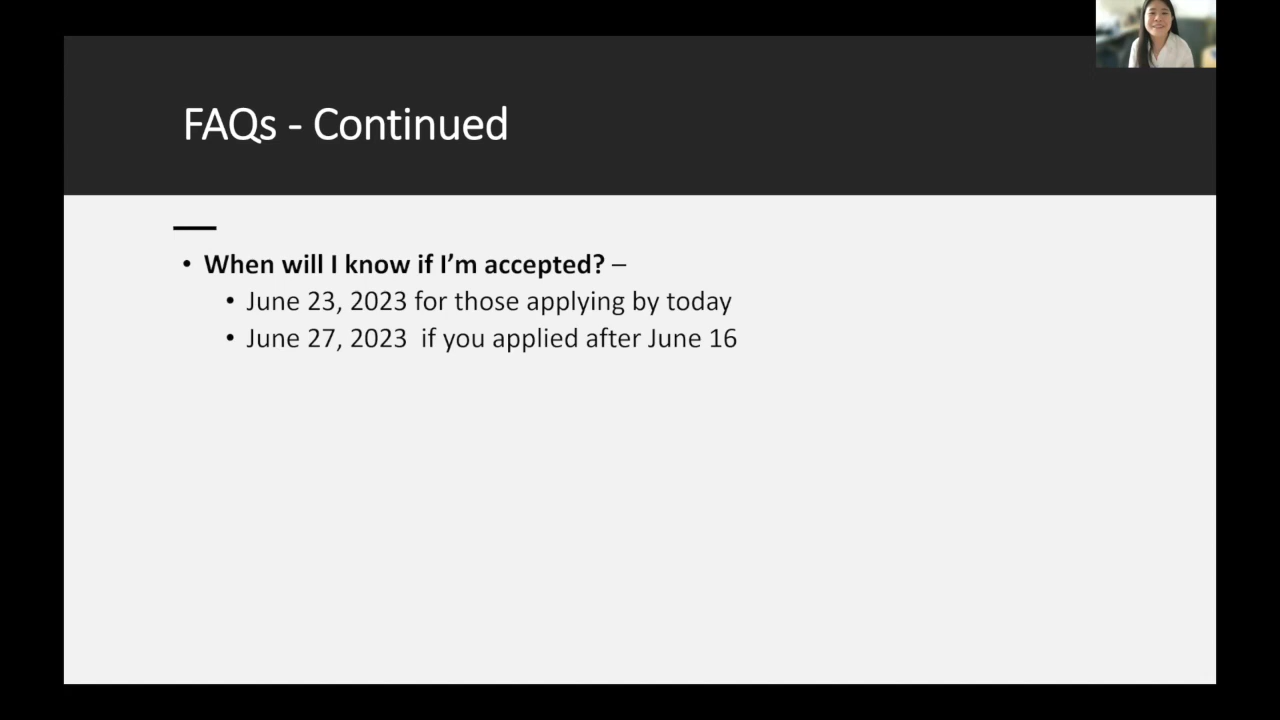 FAQs - Continued
• When will I know if I'm accepted? –
• June 23, 2023 for those applying by today
• June 27, 2023  if you applied after June 16